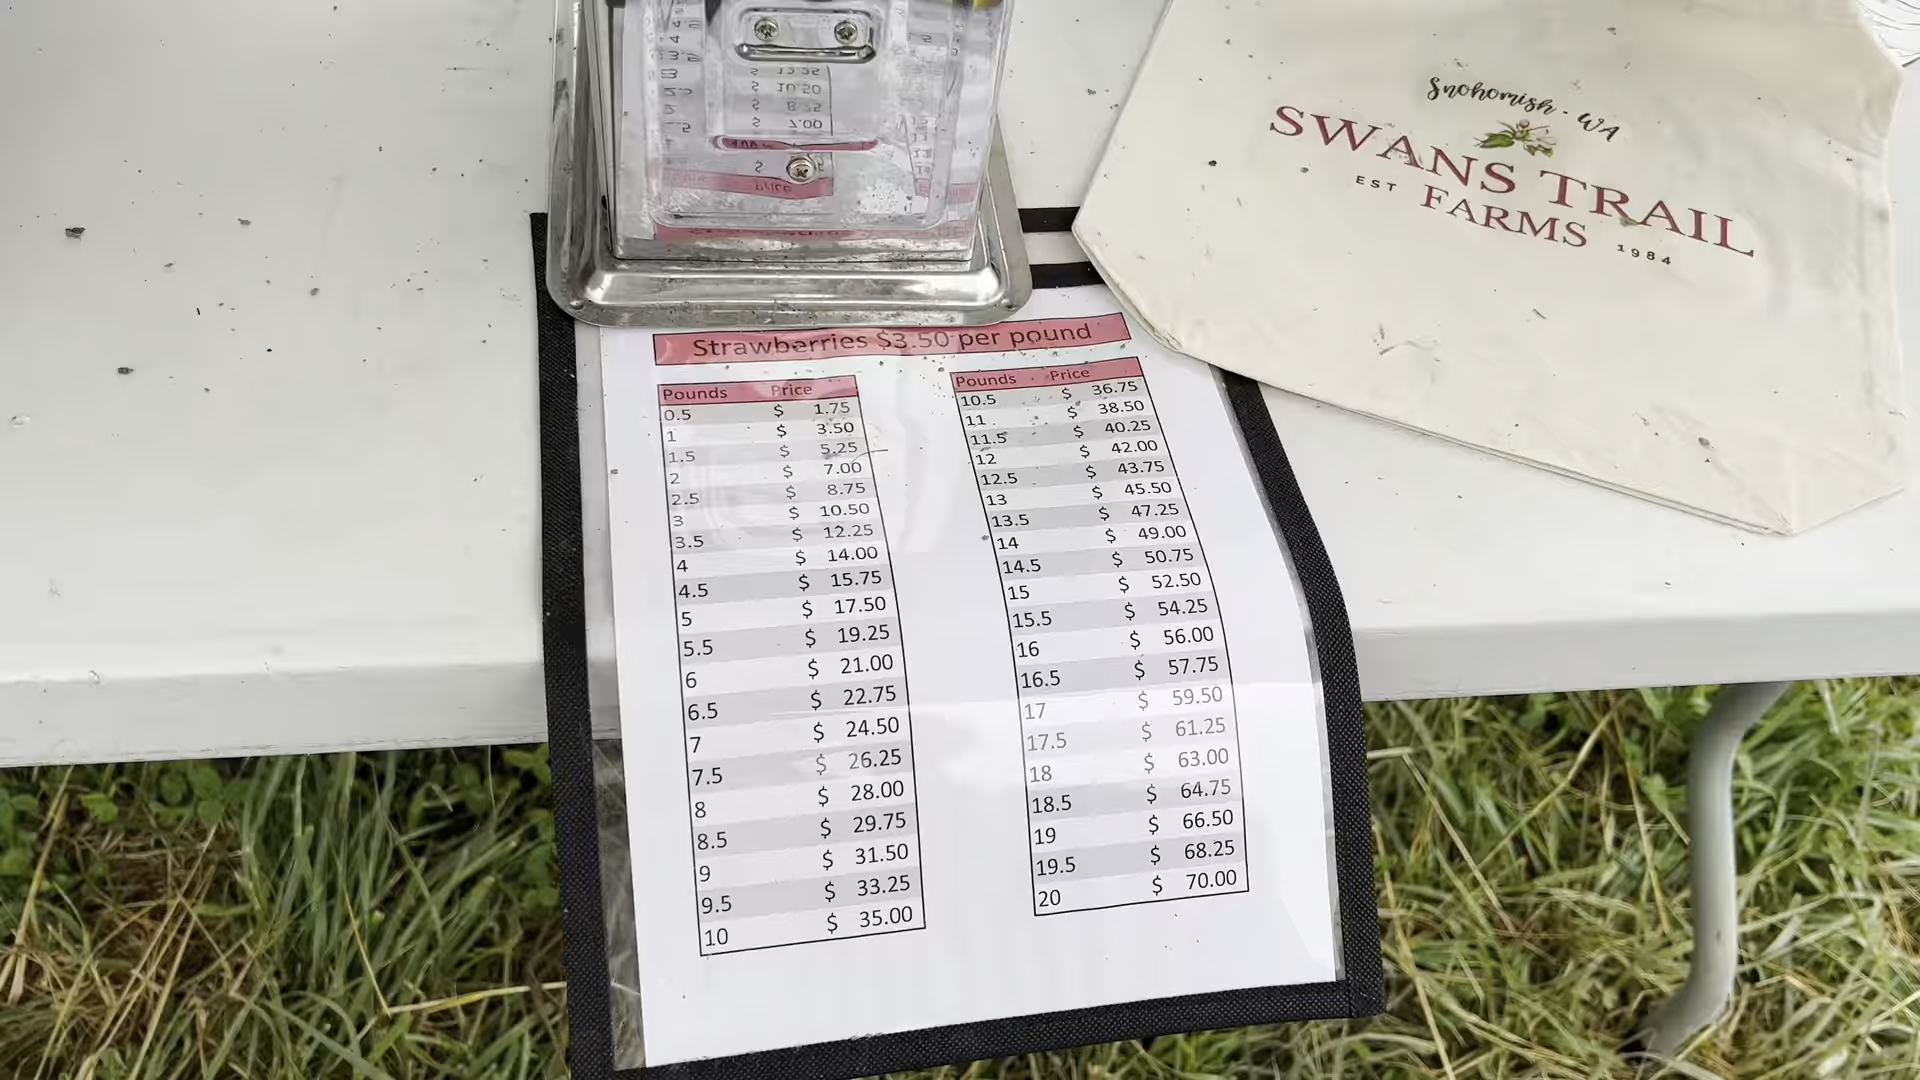 Snohomish - WA
SWANS TRAIL
EST FARMS 1984
Strawberries $3.50 per pound
Pounds Price
0.5 $ 1.75
1 $ 3.50
1.5 $ 5.25
2 $ 7.00
2.5 $ 8.75
3 $ 10.50
3.5 $ 12.25
4 $ 14.00
4.5 $ 15.75
5 $ 17.50
5.5 $ 19.25
6 $ 21.00
6.5 $ 22.75
7 $ 24.50
7.5 $ 26.25
8 $ 28.00
8.5 $ 29.75
9 $ 31.50
9.5 $ 33.25
10 $ 35.00
Pounds Price
10.5 $ 36.75
11 $ 38.50
11.5 $ 40.25
12 $ 42.00
12.5 $ 43.75
13 $ 45.50
13.5 $ 47.25
14 $ 49.00
14.5 $ 50.75
15 $ 52.50
15.5 $ 54.25
16 $ 56.00
16.5 $ 57.75
17 $ 59.50
17.5 $ 61.25
18 $ 63.00
18.5 $ 64.75
19 $ 66.50
19.5 $ 68.25
20 $ 70.00